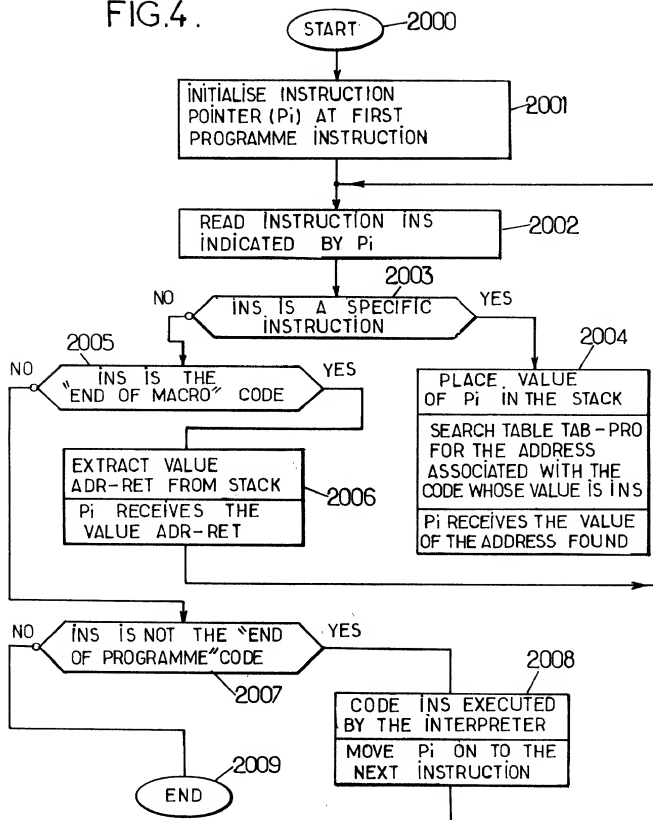 FIG.4.
START
2000
INITIALISE INSTRUCTION
POINTER (Pi) AT FIRST
PROGRAMME INSTRUCTION
2001
READ INSTRUCTION INS
INDICATED BY Pi
2002
2003
NO
INS IS A SPECIFIC
INSTRUCTION
YES
2005
NO
INS IS THE
"END OF MACRO" CODE
YES
2004
PLACE VALUE
OF Pi IN THE STACK
SEARCH TABLE TAB-PRO
FOR THE ADDRESS
ASSOCIATED WITH THE
CODE WHOSE VALUE IS INS
Pi RECEIVES THE VALUE
OF THE ADDRESS FOUND
EXTRACT VALUE
ADR-RET FROM STACK
Pi RECEIVES THE
VALUE ADR-RET
2006
NO
INS IS NOT THE "END
OF PROGRAMME" CODE
YES
2007
2008
CODE INS EXECUTED
BY THE INTERPRETER
MOVE Pi ON TO THE
NEXT INSTRUCTION
2009
END